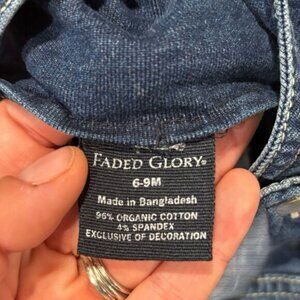 FADED GLORY®
6-9M
Made in Bangladesh
96% ORGANIC COTTON
4% SPANDEX
EXCLUSIVE OF DECORATION